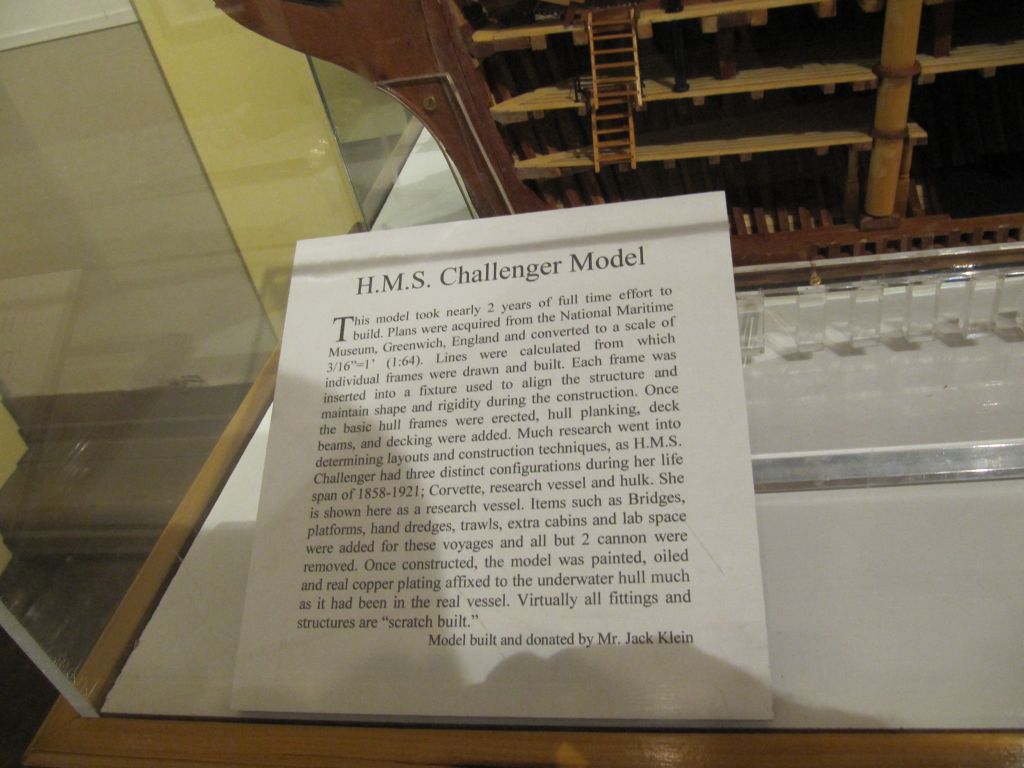 H.M.S. Challenger Model
This model took nearly 2 years of full time effort to
build. Plans were acquired from the National Maritime
Museum, Greenwich, England and converted to a scale of
3/16”=1’ (1:64). Lines were calculated from which
individual frames were drawn and built. Each frame was
inserted into a fixture used to align the structure and
maintain shape and rigidity during the construction. Once
the basic hull frames were erected, hull planking, deck
beams, and decking were added. Much research went into
determining layouts and construction techniques, as H.M.S.
Challenger had three distinct configurations during her life
span of 1858-1921; Corvette, research vessel and hulk. She
is shown here as a research vessel. Items such as Bridges,
platforms, hand dredges, trawls, extra cabins and lab space
were added for these voyages and all but 2 cannon were
removed. Once constructed, the model was painted, oiled
and real copper plating affixed to the underwater hull much
as it had been in the real vessel. Virtually all fittings and
structures are “scratch built.”
Model built and donated by Mr. Jack Klein